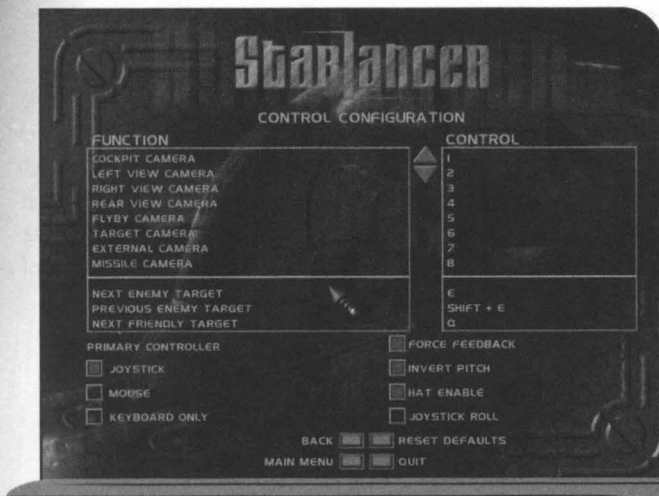 StarLancer
CONTROL CONFIGURATION
FUNCTION
COCKPIT CAMERA
LEFT VIEW CAMERA
RIGHT VIEW CAMERA
REAR VIEW CAMERA
FLYBY CAMERA
TARGET CAMERA
EXTERNAL CAMERA
MISSILE CAMERA
NEXT ENEMY TARGET
PREVIOUS ENEMY TARGET
NEXT FRIENDLY TARGET
CONTROL
1
2
3
4
5
6
7
8
E
SHIFT + E
Q
PRIMARY CONTROLLER
JOYSTICK
MOUSE
KEYBOARD ONLY
FORCE FEEDBACK
INVERT PITCH
HAT ENABLE
JOYSTICK ROLL
BACK
RESET DEFAULTS
MAIN MENU
QUIT